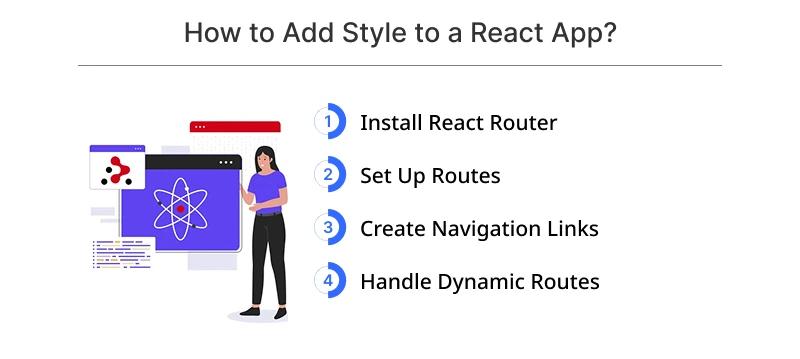 How to Add Style to a React App?
1 Install React Router
2 Set Up Routes
3 Create Navigation Links
4 Handle Dynamic Routes